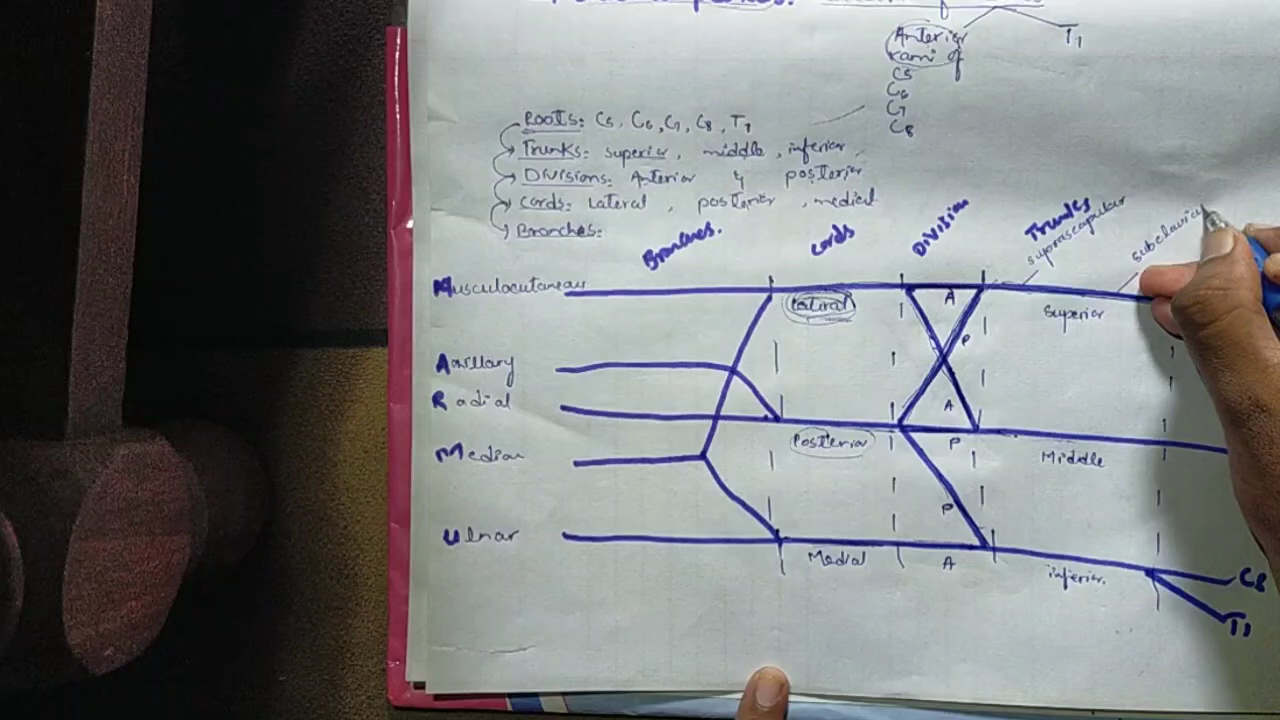 Anterior
rami of
T1
C5
C6
C7
C8
Roots: C5, C6, C7, C8, T1
Trunks: superior, middle, inferior
Divisions: Anterior & posterior
Cords: Lateral, posterior, medial
Branches:
Branches. Cords Division Trunks
suprascapular
Musculocutaneous
Lateral
A
Superior
P
Axillary
Radial
A
Posterior
P
Middle
Median
P
Ulnar
Medial
A
inferior.
C8
T1